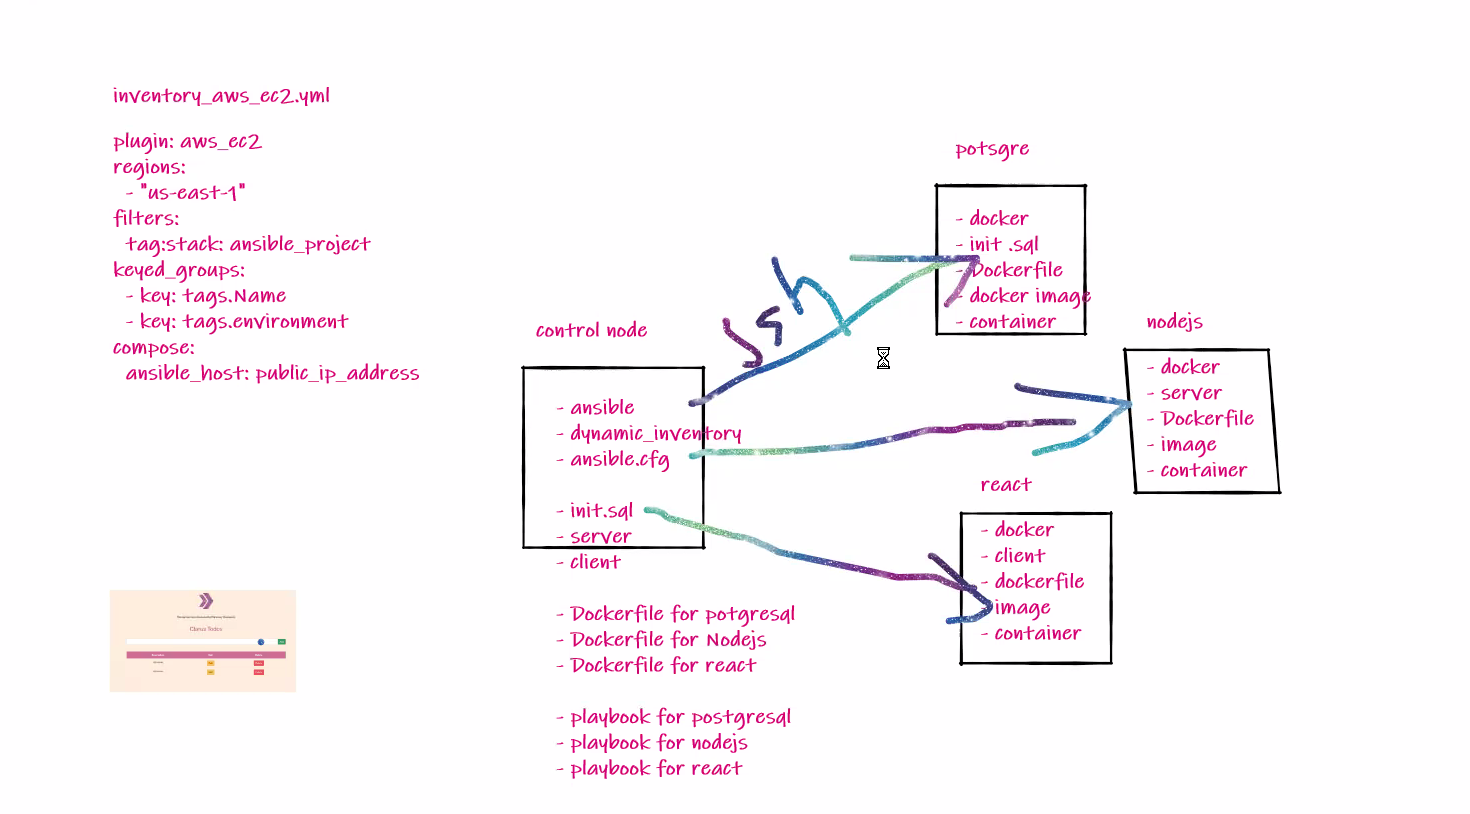 inventory_aws_ec2.yml
plugin: aws_ec2
regions:
- "us-east-1"
filters:
tag:stack: ansible_project
keyed_groups:
- key: tags.Name
- key: tags.environment
compose:
ansible_host: public_ip_address
control node
- ansible
- dynamic_inventory
- ansible.cfg
- init.sql
- server
- client
- Dockerfile for potgresql
- Dockerfile for Nodejs
- Dockerfile for react
- playbook for postgresql
- playbook for nodejs
- playbook for react
ssh
potsgre
- docker
- init .sql
- Dockerfile
- docker image
- container
nodejs
- docker
- server
- Dockerfile
- image
- container
react
- docker
- client
- dockerfile
- image
- container
Clarus Todos